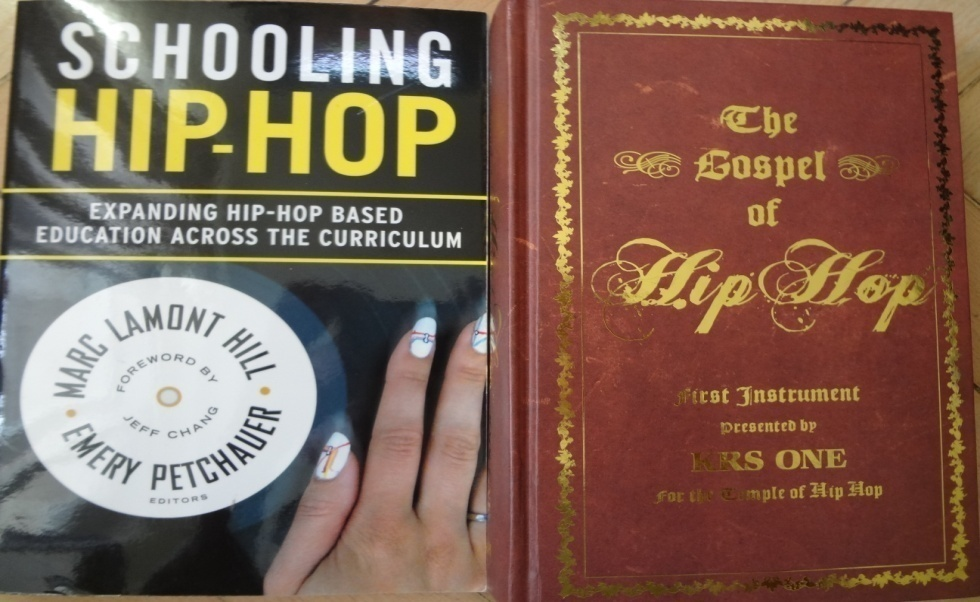 SCHOOLING
HIP-HOP
EXPANDING HIP-HOP BASED
EDUCATION ACROSS THE CURRICULUM
MARC LAMONT HILL
FOREWORD BY
JEFF CHANG
EMERY PETCHAUER
EDITORS
The
Gospel
of
Hip Hop
First Instrument
Presented by
KRS ONE
For the Temple of Hip Hop